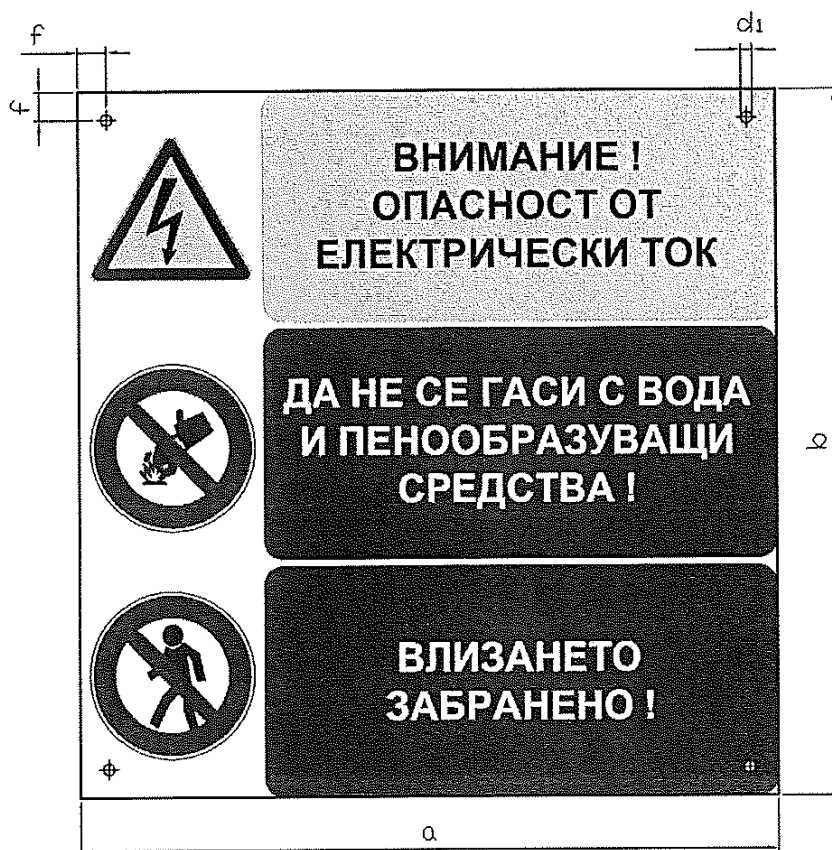 f
d1
f
ВНИМАНИЕ !
ОПАСНОСТ ОТ
ЕЛЕКТРИЧЕСКИ ТОК
ДА НЕ СЕ ГАСИ С ВОДА
И ПЕНООБРАЗУВАЩИ
СРЕДСТВА !
b
ВЛИЗАНЕТО
ЗАБРАНЕНО !
a